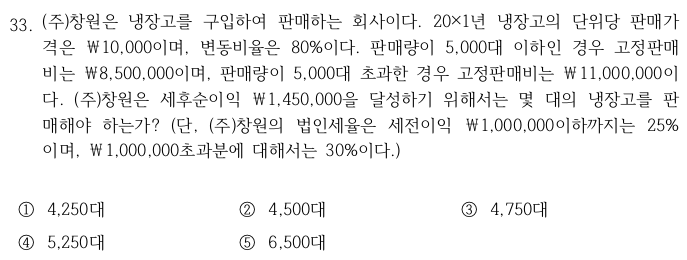 33. (주)창원은 냉장고를 구입하여 판매하는 회사이다. 20×1년 냉장고의 단위당 판매가
격은 ₩10,000이며, 변동비율은 80%이다. 판매량이 5,000대 이하인 경우 고정판매
비는 ₩8,500,000이며, 판매량이 5,000대 초과한 경우 고정판매비는 ₩11,000,000이
다. (주)창원은 세후순이익 ₩1,450,000을 달성하기 위해서는 몇 대의 냉장고를 판
매해야 하는가? (단, (주)창원의 법인세율은 세전이익 ₩1,000,000이하까지는 25%
이며, ₩1,000,000초과분에 대해서는 30%이다.)
① 4,250대 ② 4,500대 ③ 4,750대
④ 5,250대 ⑤ 6,500대